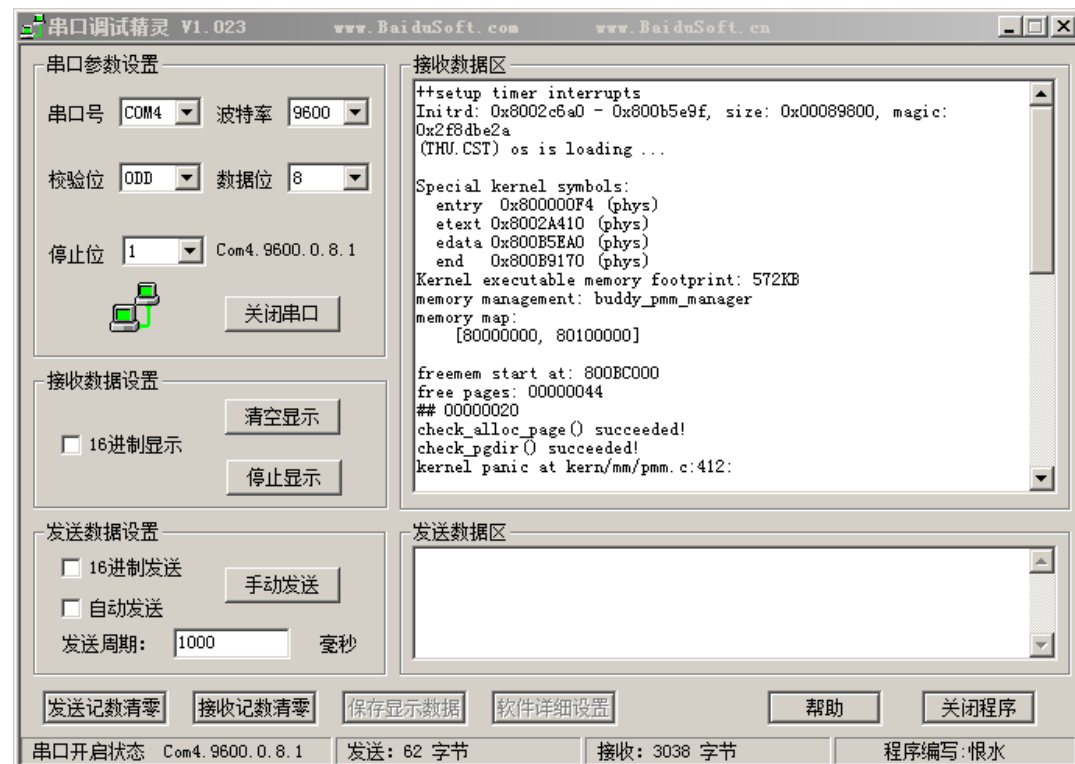 串口调试精灵 V1.023 www.BaiduSoft.com www.BaiduSoft.cn
串口参数设置
串口号 COM4 波特率 9600
校验位 ODD 数据位 8
停止位 1 Com4.9600.0.8.1
关闭串口
接收数据设置
清空显示
16进制显示
停止显示
发送数据设置
16进制发送
手动发送
自动发送
发送周期: 1000 毫秒
接收数据区
++setup timer interrupts
Initrd: 0x8002c6a0 - 0x800b5e9f, size: 0x00089800, magic:
0x2f8dbe2a
(THU.CST) os is loading ...
Special kernel symbols:
entry 0x800000F4 (phys)
etext 0x8002A410 (phys)
edata 0x800B5EA0 (phys)
end 0x800B9170 (phys)
Kernel executable memory footprint: 572KB
memory management: buddy_pmm_manager
memory map:
[80000000, 80100000]
freemem start at: 800BC000
free pages: 00000044
## 00000020
check_alloc_page() succeeded!
check_pgdir() succeeded!
kernel panic at kern/mm/pmm.c:412:
发送数据区
发送记数清零 接收记数清零 保存显示数据 软件详细设置 帮助 关闭程序
串口开启状态 Com4.9600.0.8.1 发送: 62 字节 接收: 3038 字节 程序编写:恨水